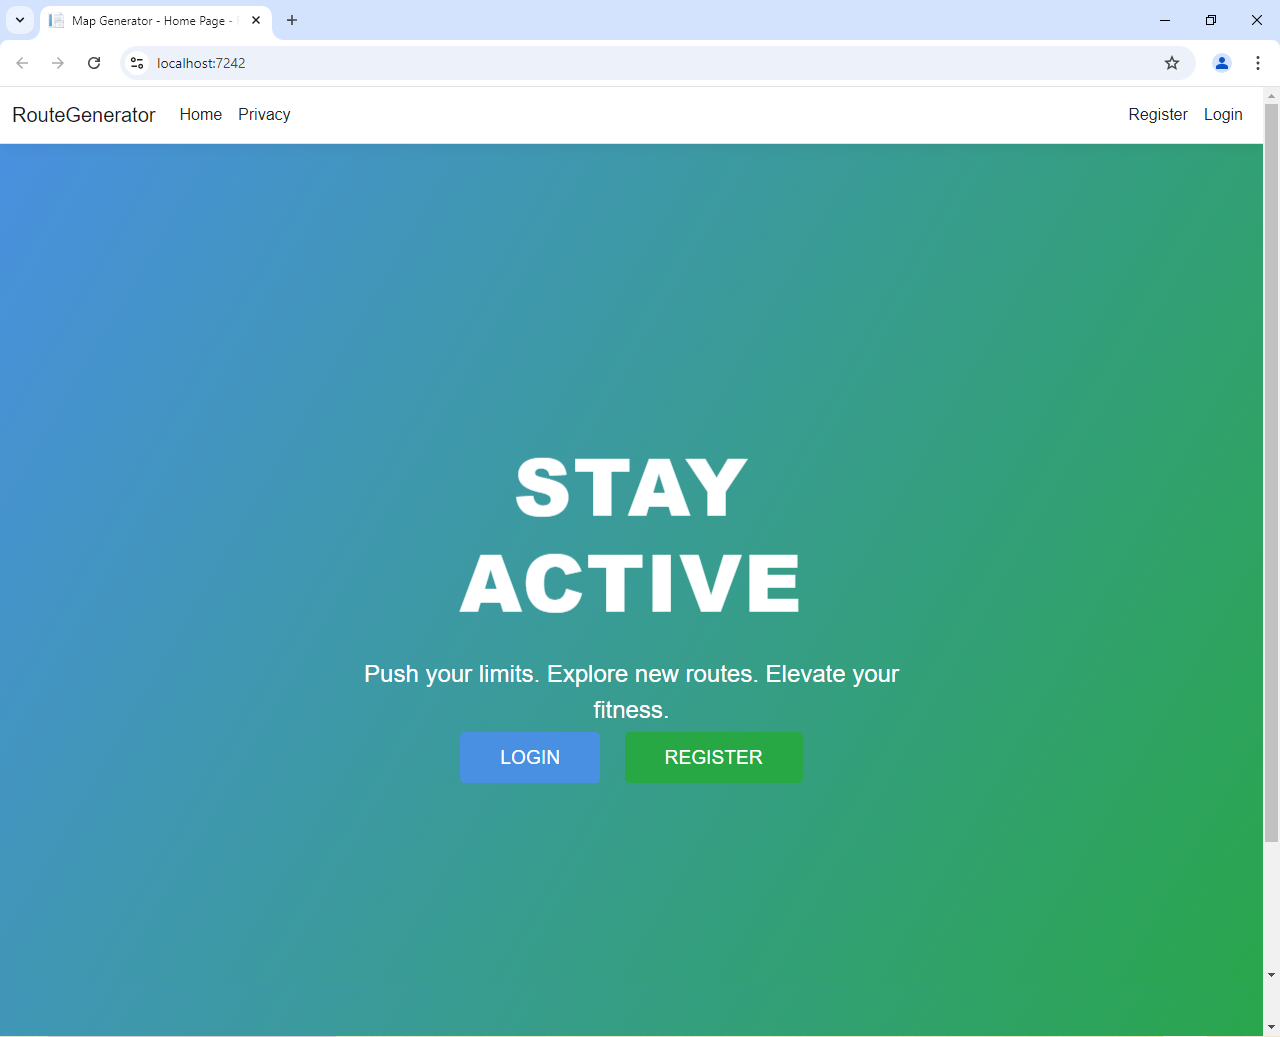 Map Generator - Home Page -
localhost:7242
RouteGenerator Home Privacy Register Login
STAY
ACTIVE
Push your limits. Explore new routes. Elevate your
fitness.
LOGIN REGISTER